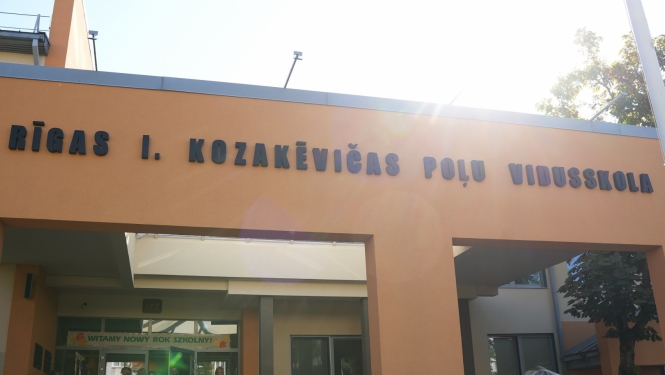 RĪGAS I. KOZAKĒVIČAS POĻU VIDUSSKOLA
WITAMY NOWY ROK SZKOLNY!